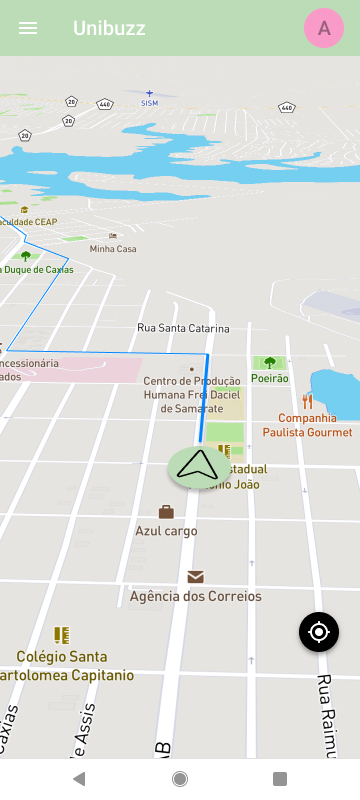 Unibuzz
A
20
440
SISM
440
20
20
aculdade CEAP
Minha Casa
a Duque de Caxias
Rua Santa Catarina
ncessionária
ados
Centro de Produção
Humana Frei Daciel
de Samarate
Poeirão
Companhia
Paulista Gourmet
stadual
nio João
Azul cargo
Agência dos Correios
Colégio Santa
artolomea Capitanio
Caxias
e Assis
AB
Rua Raimu